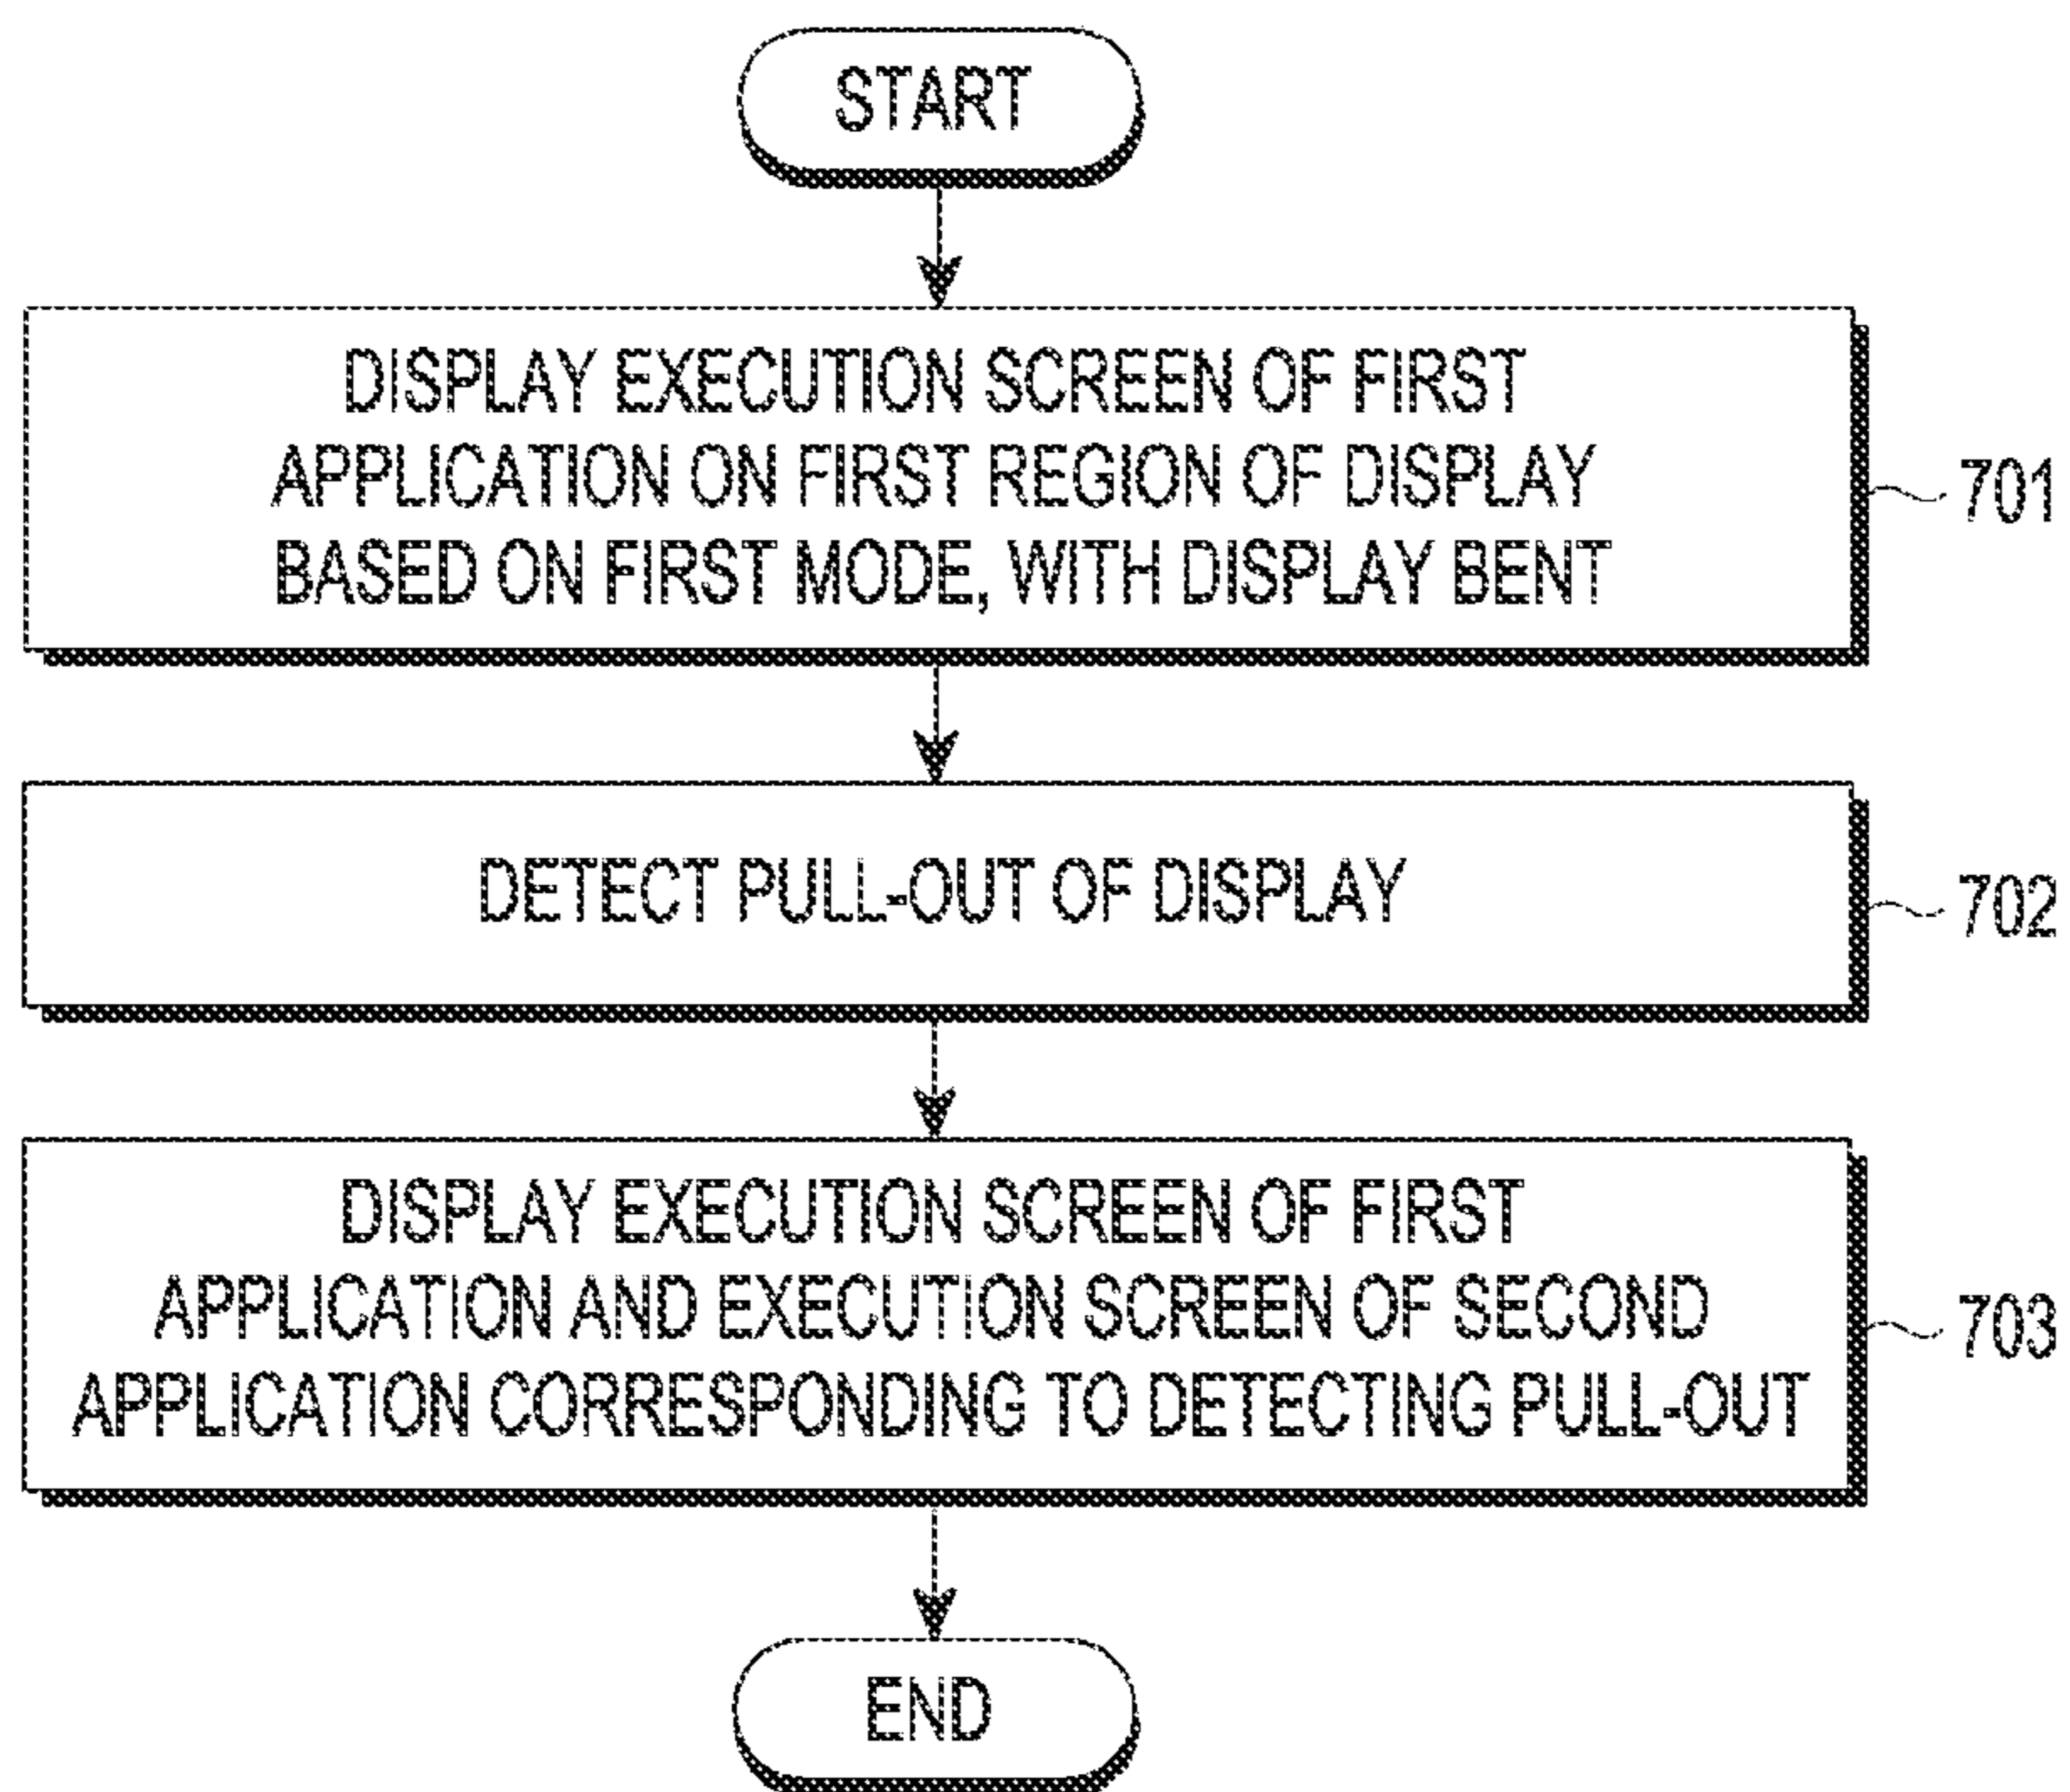 START
DISPLAY EXECUTION SCREEN OF FIRST
APPLICATION ON FIRST REGION OF DISPLAY
BASED ON FIRST MODE, WITH DISPLAY BENT
701
DETECT PULL-OUT OF DISPLAY
702
DISPLAY EXECUTION SCREEN OF FIRST
APPLICATION AND EXECUTION SCREEN OF SECOND
APPLICATION CORRESPONDING TO DETECTING PULL-OUT
703
END